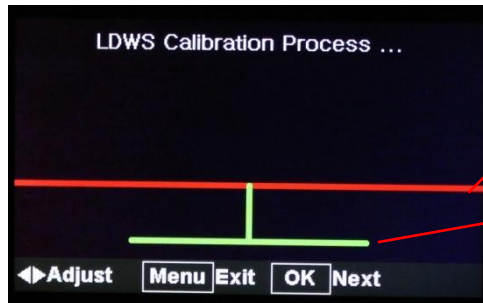 LDWS Calibration Process ...
◀▶Adjust Menu Exit OK Next